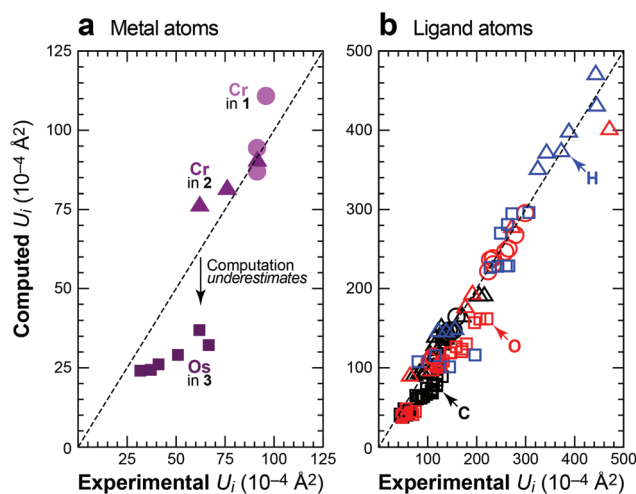 a Metal atoms
b Ligand atoms
Computed Ui (10–4 Å2)
125
100
75
50
25
0
Cr
in 1
Cr
in 2
Computation
underestimates
Os
in 3
25 50 75 100 125
Experimental Ui (10–4 Å2)
500
400
300
200
100
0
H
O
C
100 200 300 400 500
Experimental Ui (10–4 Å2)